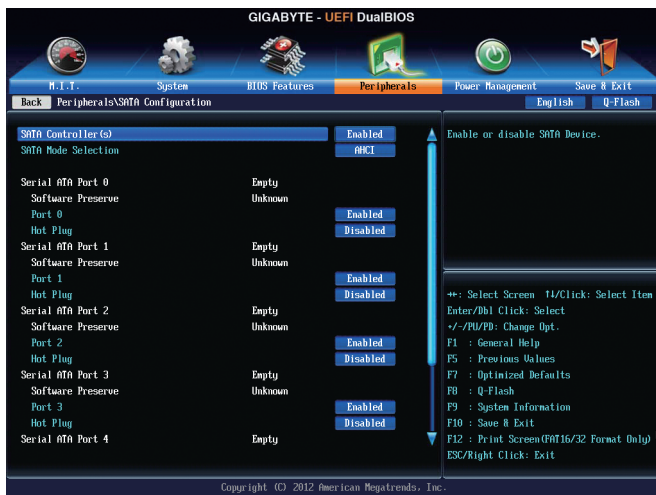 GIGABYTE - UEFI DualBIOS
M.I.T. System BIOS Features Peripherals Power Management Save & Exit
Back Peripherals\SATA Configuration English Q-Flash
SATA Controller(s) Enabled
SATA Mode Selection AHCI
Serial ATA Port 0 Empty
Software Preserve Unknown
Port 0 Enabled
Hot Plug Disabled
Serial ATA Port 1 Empty
Software Preserve Unknown
Port 1 Enabled
Hot Plug Disabled
Serial ATA Port 2 Empty
Software Preserve Unknown
Port 2 Enabled
Hot Plug Disabled
Serial ATA Port 3 Empty
Software Preserve Unknown
Port 3 Enabled
Hot Plug Disabled
Serial ATA Port 4 Empty
Enable or disable SATA Device.
→←: Select Screen ↑↓/Click: Select Item
Enter/Dbl Click: Select
+/-/PU/PD: Change Opt.
F1 : General Help
F5 : Previous Values
F7 : Optimized Defaults
F8 : Q-Flash
F9 : System Information
F10 : Save & Exit
F12 : Print Screen(FAT16/32 Format Only)
ESC/Right Click: Exit
Copyright (C) 2012 American Megatrends, Inc.